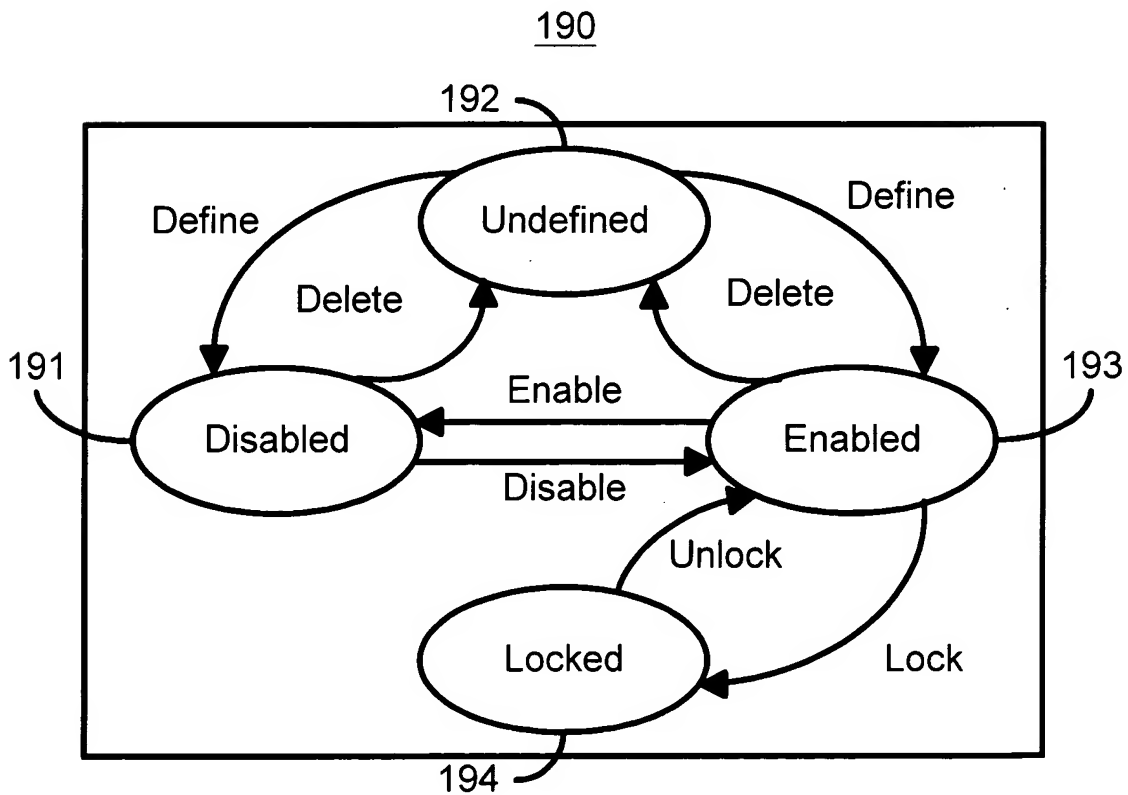 190
192
Undefined
Define
Define
Delete
Delete
191
193
Enable
Disabled
Enabled
Disable
Unlock
Locked
Lock
194